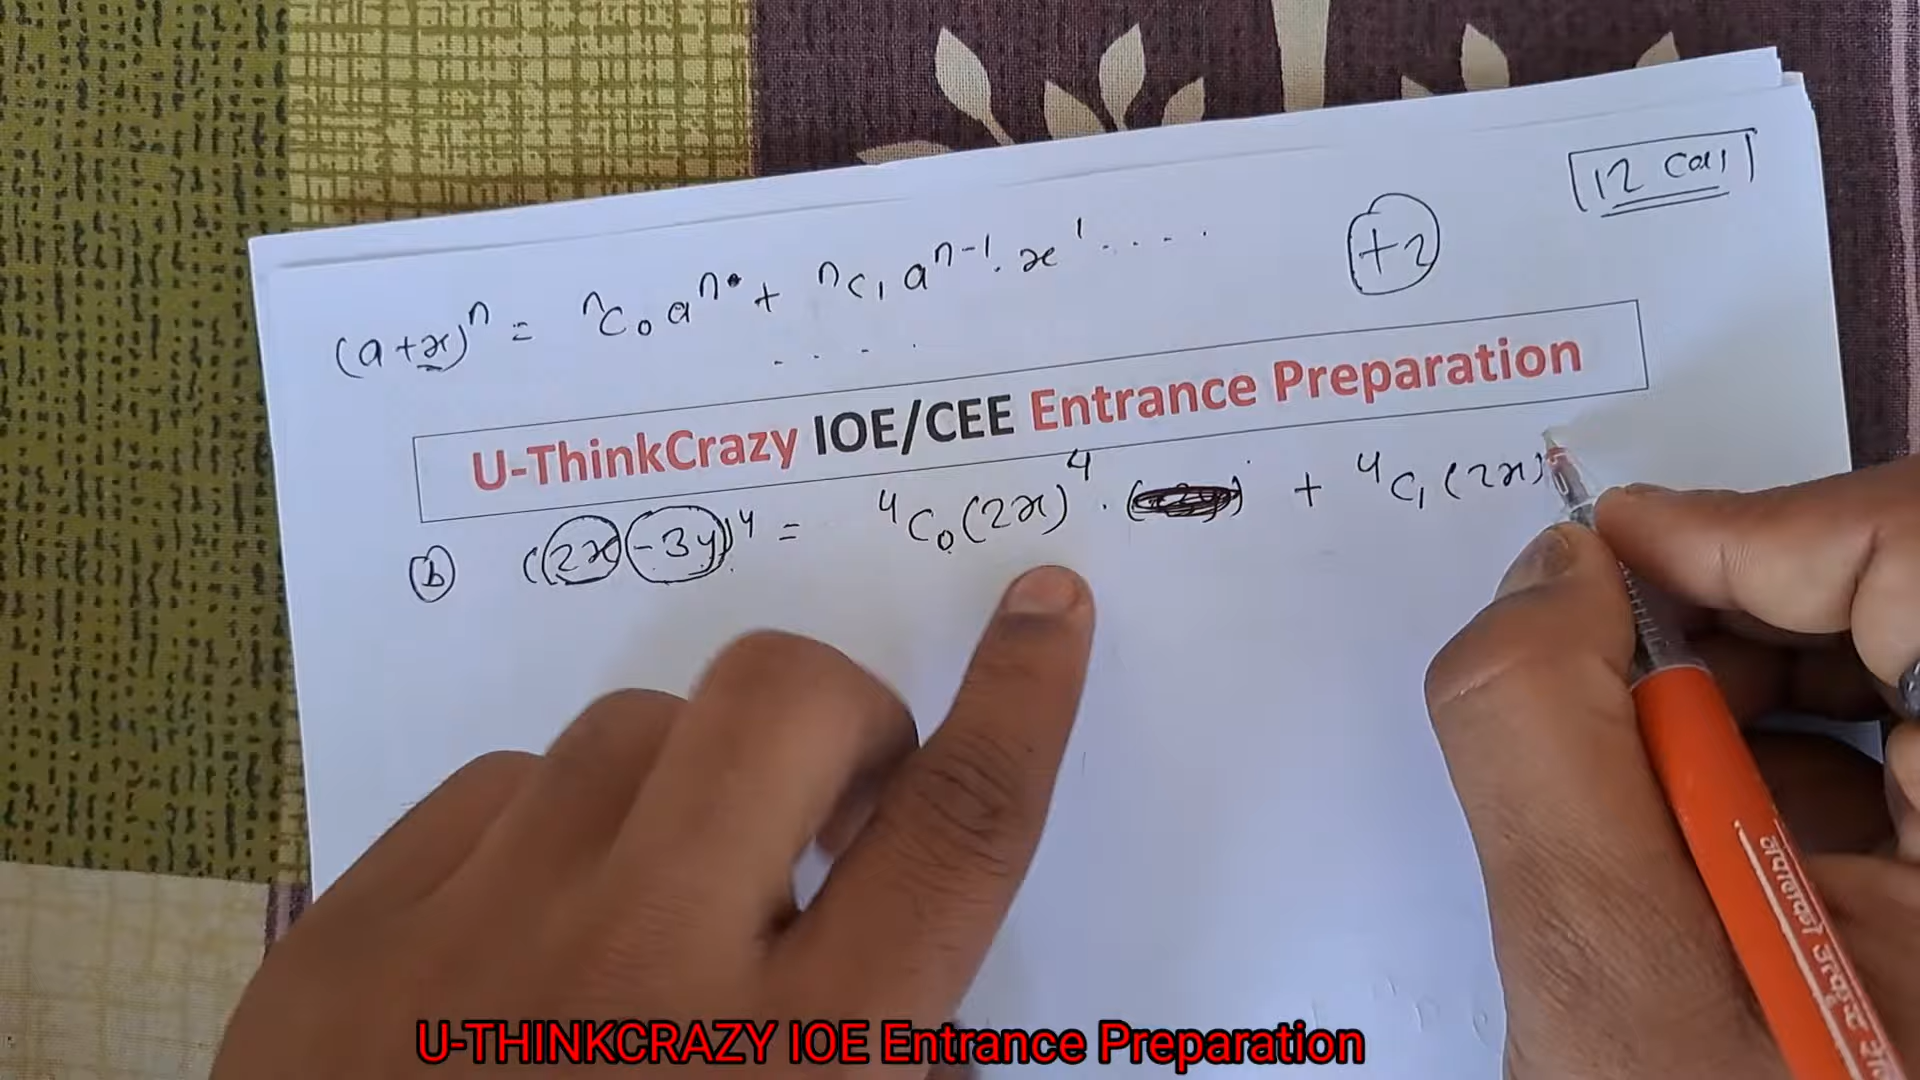 12 Cal
+2
(a+x)ⁿ = ⁿC₀ aⁿ + ⁿC₁ aⁿ⁻¹. x¹ ....
. . . .
U-ThinkCrazy IOE/CEE Entrance Preparation
b (2x-3y)⁴ = ⁴C₀(2x)⁴ . ( ) + ⁴C₁(2x)
U-THINKCRAZY IOE Entrance Preparation